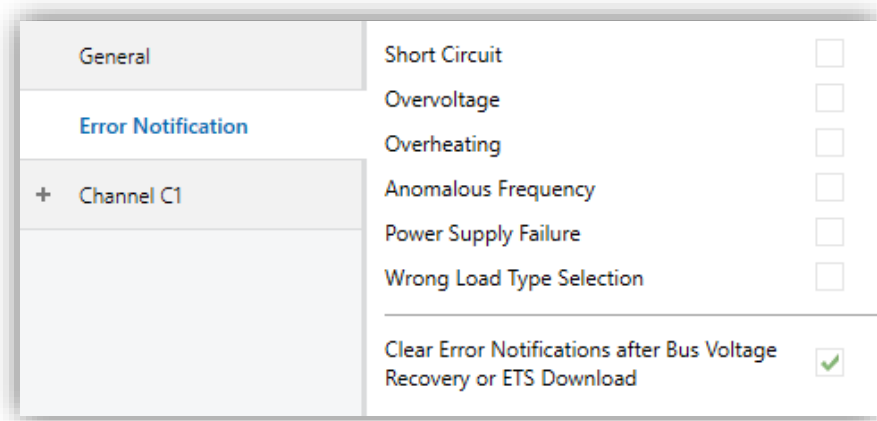 General
Error Notification
+ Channel C1
Short Circuit
Overvoltage
Overheating
Anomalous Frequency
Power Supply Failure
Wrong Load Type Selection
Clear Error Notifications after Bus Voltage
Recovery or ETS Download